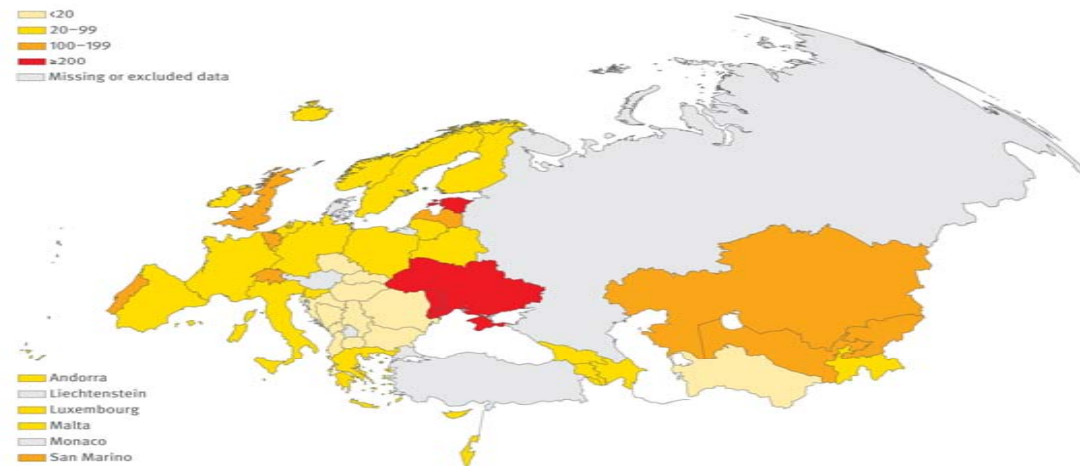 <20
20–99
100–199
≥200
Missing or excluded data
Andorra
Liechtenstein
Luxembourg
Malta
Monaco
San Marino